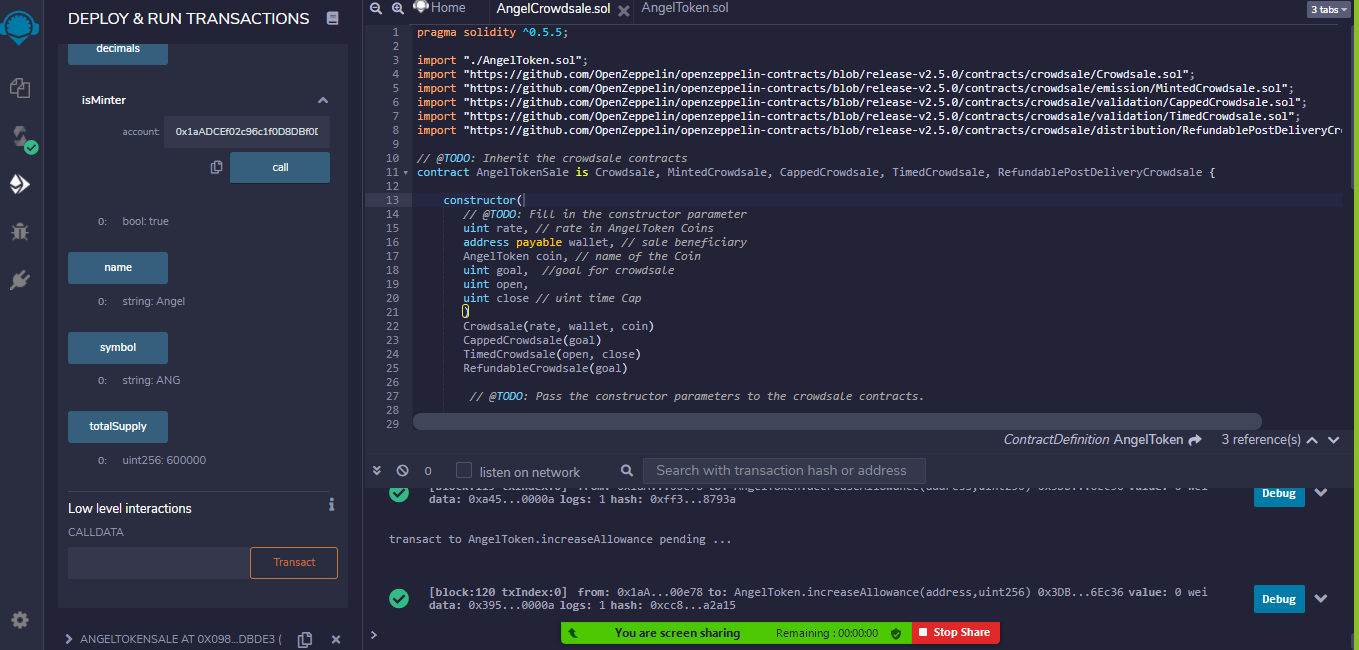 DEPLOY & RUN TRANSACTIONS
decimals
isMinter
account:
0x1aADCEf02c96c1f0D8DBf0D
call
0: bool: true
name
0: string: Angel
symbol
0: string: ANG
totalSupply
0: uint256: 600000
Low level interactions
CALLDATA
Transact
ANGELTOKENSALE AT 0X098...DBDE3 (
Home
AngelCrowdsale.sol
AngelToken.sol
3 tabs
1 pragma solidity ^0.5.5;
2
3 import "./AngelToken.sol";
4 import "https://github.com/OpenZeppelin/openzeppelin-contracts/blob/release-v2.5.0/contracts/crowdsale/Crowdsale.sol";
5 import "https://github.com/OpenZeppelin/openzeppelin-contracts/blob/release-v2.5.0/contracts/crowdsale/emission/MintedCrowdsale.sol";
6 import "https://github.com/OpenZeppelin/openzeppelin-contracts/blob/release-v2.5.0/contracts/crowdsale/validation/CappedCrowdsale.sol";
7 import "https://github.com/OpenZeppelin/openzeppelin-contracts/blob/release-v2.5.0/contracts/crowdsale/validation/TimedCrowdsale.sol";
8 import "https://github.com/OpenZeppelin/openzeppelin-contracts/blob/release-v2.5.0/contracts/crowdsale/distribution/RefundablePostDeliveryCr
9
10 // @TODO: Inherit the crowdsale contracts
11 contract AngelTokenSale is Crowdsale, MintedCrowdsale, CappedCrowdsale, TimedCrowdsale, RefundablePostDeliveryCrowdsale {
12
13 constructor(
14 // @TODO: Fill in the constructor parameter
15 uint rate, // rate in AngelToken Coins
16 address payable wallet, // sale beneficiary
17 AngelToken coin, // name of the Coin
18 uint goal, //goal for crowdsale
19 uint open,
20 uint close // uint time Cap
21 )
22 Crowdsale(rate, wallet, coin)
23 CappedCrowdsale(goal)
24 TimedCrowdsale(open, close)
25 RefundableCrowdsale(goal)
26
27 // @TODO: Pass the constructor parameters to the crowdsale contracts.
28
29
ContractDefinition AngelToken 3 reference(s)
0 listen on network Search with transaction hash or address
[block:119 txIndex:0] from: 0x1aA...00e78 to: AngelToken.decreaseAllowance(address,uint256) 0x3DB...6Ec36 value: 0 wei
data: 0xa45...0000a logs: 1 hash: 0xff3...8793a
Debug
transact to AngelToken.increaseAllowance pending ...
[block:120 txIndex:0] from: 0x1aA...00e78 to: AngelToken.increaseAllowance(address,uint256) 0x3DB...6Ec36 value: 0 wei
data: 0x395...0000a logs: 1 hash: 0xcc8...a2a15
Debug
>
You are screen sharing Remaining : 00:00:00 Stop Share